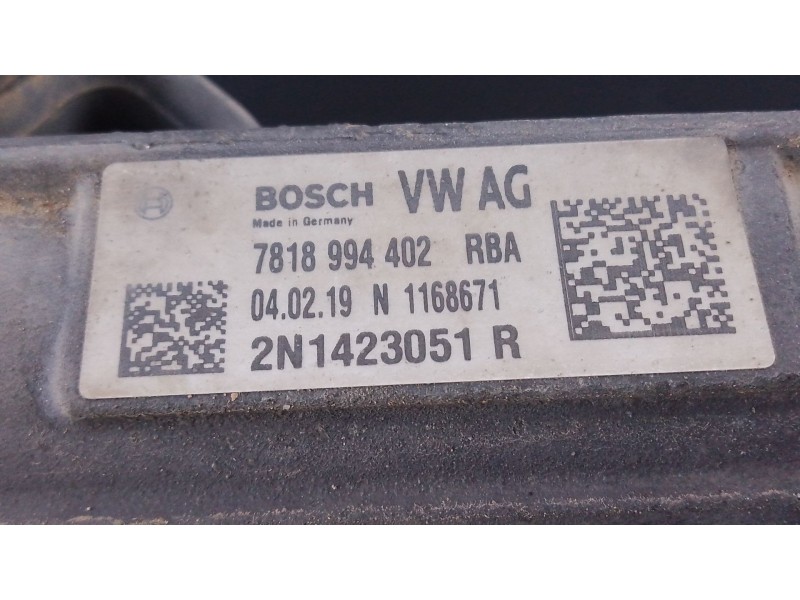 BOSCH VW AG
Made in Germany
7818 994 402 RBA
04.02.19 N 1168671
2N1423051 R